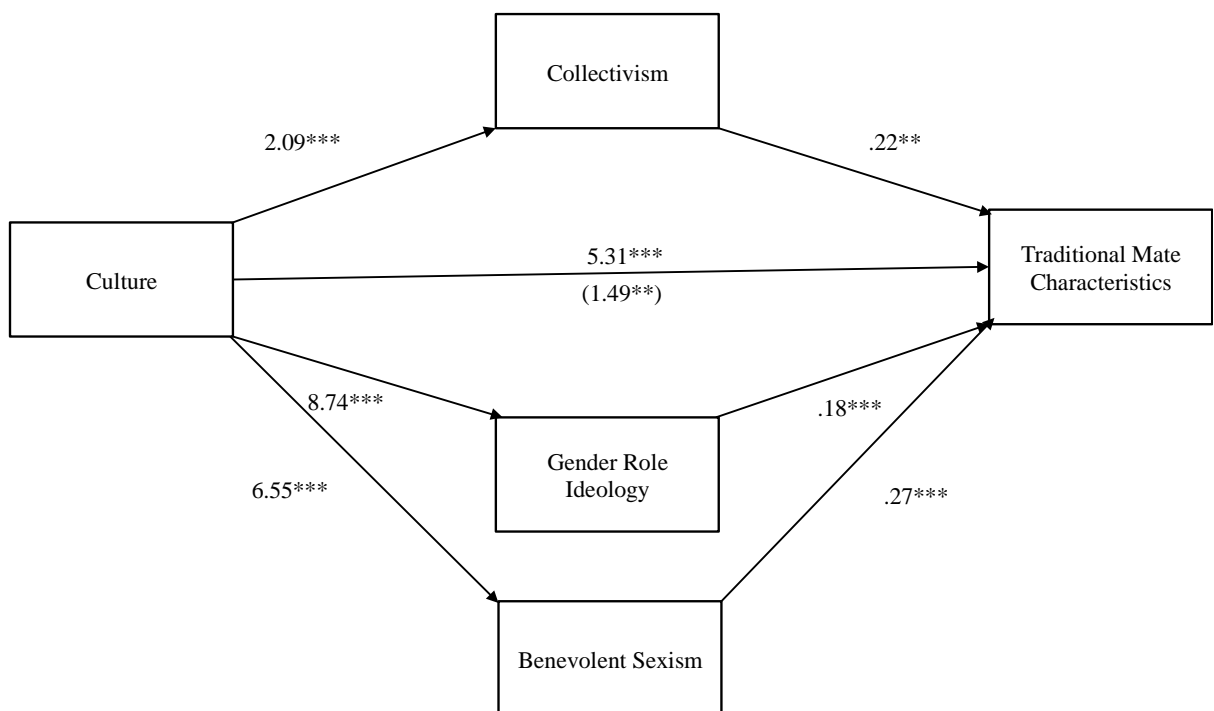 Collectivism
2.09***
.22**
Culture
5.31***
(1.49**)
Traditional Mate
Characteristics
8.74***
.18***
Gender Role
Ideology
6.55***
.27***
Benevolent Sexism